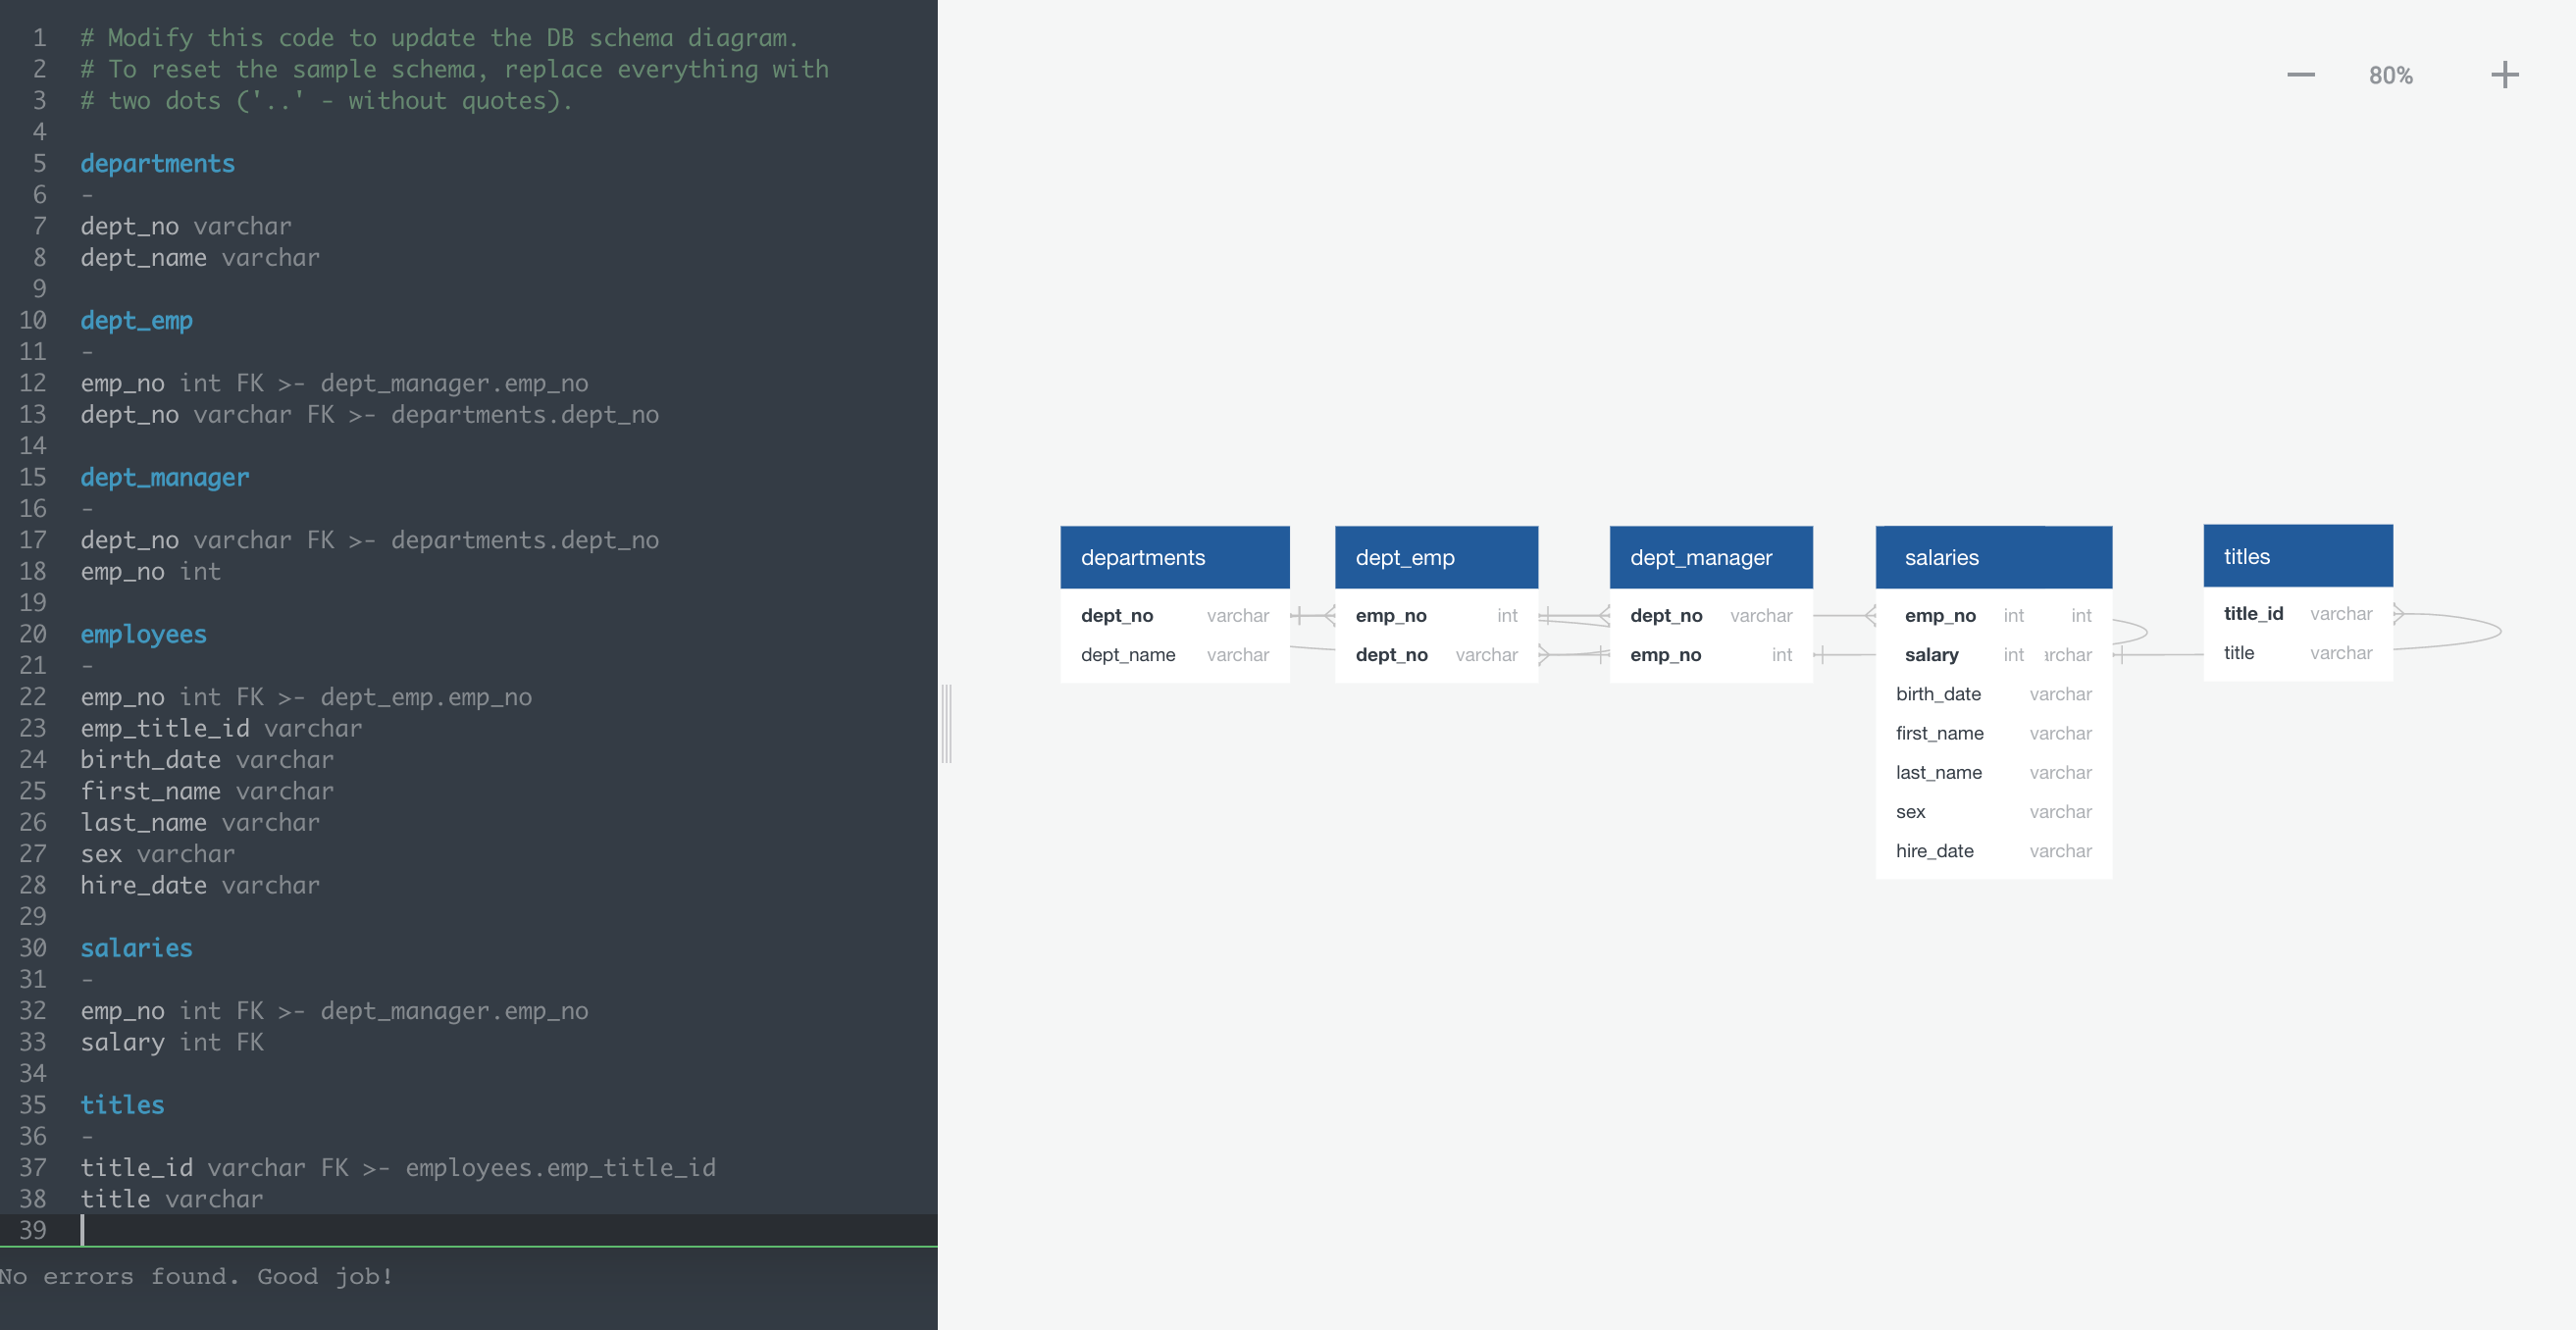 1 # Modify this code to update the DB schema diagram.
2 # To reset the sample schema, replace everything with
3 # two dots ('..' - without quotes).
4
5 departments
6 -
7 dept_no varchar
8 dept_name varchar
9
10 dept_emp
11 -
12 emp_no int FK >- dept_manager.emp_no
13 dept_no varchar FK >- departments.dept_no
14
15 dept_manager
16 -
17 dept_no varchar FK >- departments.dept_no
18 emp_no int
19
20 employees
21 -
22 emp_no int FK >- dept_emp.emp_no
23 emp_title_id varchar
24 birth_date varchar
25 first_name varchar
26 last_name varchar
27 sex varchar
28 hire_date varchar
29
30 salaries
31 -
32 emp_no int FK >- dept_manager.emp_no
33 salary int FK
34
35 titles
36 -
37 title_id varchar FK >- employees.emp_title_id
38 title varchar
39
No errors found. Good job!
80%
departments
dept_no varchar
dept_name varchar
dept_emp
emp_no int
dept_no varchar
dept_manager
dept_no varchar
emp_no int
salaries
emp_no int int
salary int
birth_date varchar
first_name varchar
last_name varchar
sex varchar
hire_date varchar
titles
title_id varchar
title varchar